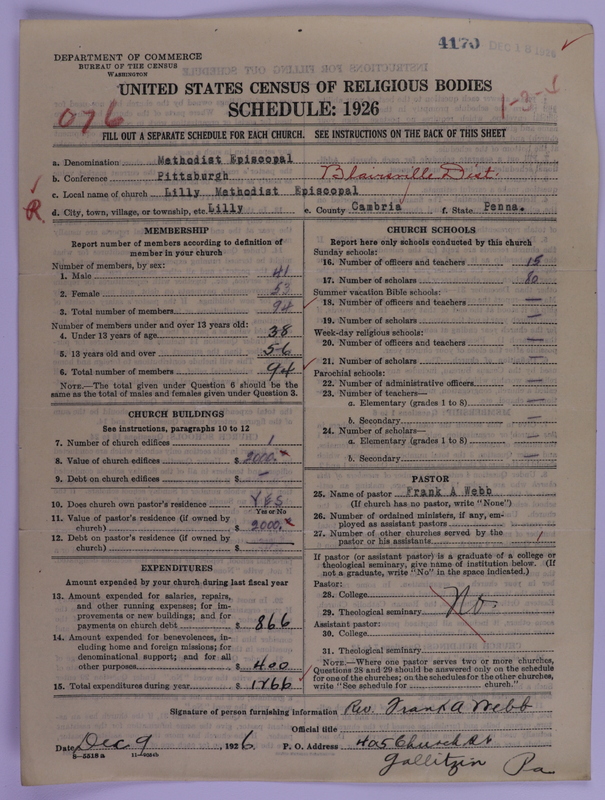 4170 DEC 18 1926
DEPARTMENT OF COMMERCE
BUREAU OF THE CENSUS
WASHINGTON
UNITED STATES CENSUS OF RELIGIOUS BODIES
SCHEDULE: 1926
076
1-3-1
FILL OUT A SEPARATE SCHEDULE FOR EACH CHURCH. SEE INSTRUCTIONS ON THE BACK OF THIS SHEET
a. Denomination Methodist Episcopal
b. Conference Pittsburgh Blairsville Dist.
c. Local name of church Lilly Methodist Episcopal
R. d. City, town, village, or township, etc. Lilly e. County Cambria f. State Penna.
MEMBERSHIP
Report number of members according to definition of
member in your church
Number of members, by sex:
1. Male 41
2. Female 53
3. Total number of members 94
Number of members under and over 13 years old:
4. Under 13 years of age 38
5. 13 years old and over 56
6. Total number of members 94
NOTE.—The total given under Question 6 should be the
same as the total of males and females given under Question 3.
CHURCH BUILDINGS
See instructions, paragraphs 10 to 12
7. Number of church edifices 1
8. Value of church edifices $ 2000.
9. Debt on church edifices $ —
10. Does church own pastor's residence YES
Yes or No
11. Value of pastor's residence (if owned by
church) $ 2000.
12. Debt on pastor's residence (if owned by
church) $ —
EXPENDITURES
Amount expended by your church during last fiscal year
13. Amount expended for salaries, repairs,
and other running expenses; for im-
provements or new buildings; and for
payments on church debt $ 866
14. Amount expended for benevolences, in-
cluding home and foreign missions; for
denominational support; and for all
other purposes $ 400
15. Total expenditures during year $ 1266
CHURCH SCHOOLS
Report here only schools conducted by this church
Sunday schools:
16. Number of officers and teachers 15
17. Number of scholars 80
Summer vacation Bible schools:
18. Number of officers and teachers —
19. Number of scholars —
Week-day religious schools:
20. Number of officers and teachers —
21. Number of scholars —
Parochial schools:
22. Number of administrative officers —
23. Number of teachers—
a. Elementary (grades 1 to 8) —
b. Secondary —
24. Number of scholars—
a. Elementary (grades 1 to 8) —
b. Secondary —
PASTOR
25. Name of pastor Frank A Webb
(If church has no pastor, write "None")
26. Number of ordained ministers, if any, em-
ployed as assistant pastors
27. Number of other churches served by the
pastor or his assistants 1
If pastor (or assistant pastor) is a graduate of a college or
theological seminary, give name of institution below. (If
not a graduate, write "No" in the space indicated.)
Pastor:
28. College
No.
29. Theological seminary
Assistant pastor:
30. College
31. Theological seminary
NOTE.—Where one pastor serves two or more churches,
Questions 28 and 29 should be answered only on the schedule
for one of the churches; on the schedules for the other churches,
write "See schedule for church."
Signature of person furnishing information Rev. Frank A Webb
Official title
Date Dec 9, 1926. P. O. Address 405 Church St
8—5518 a
Gallitzin Pa.